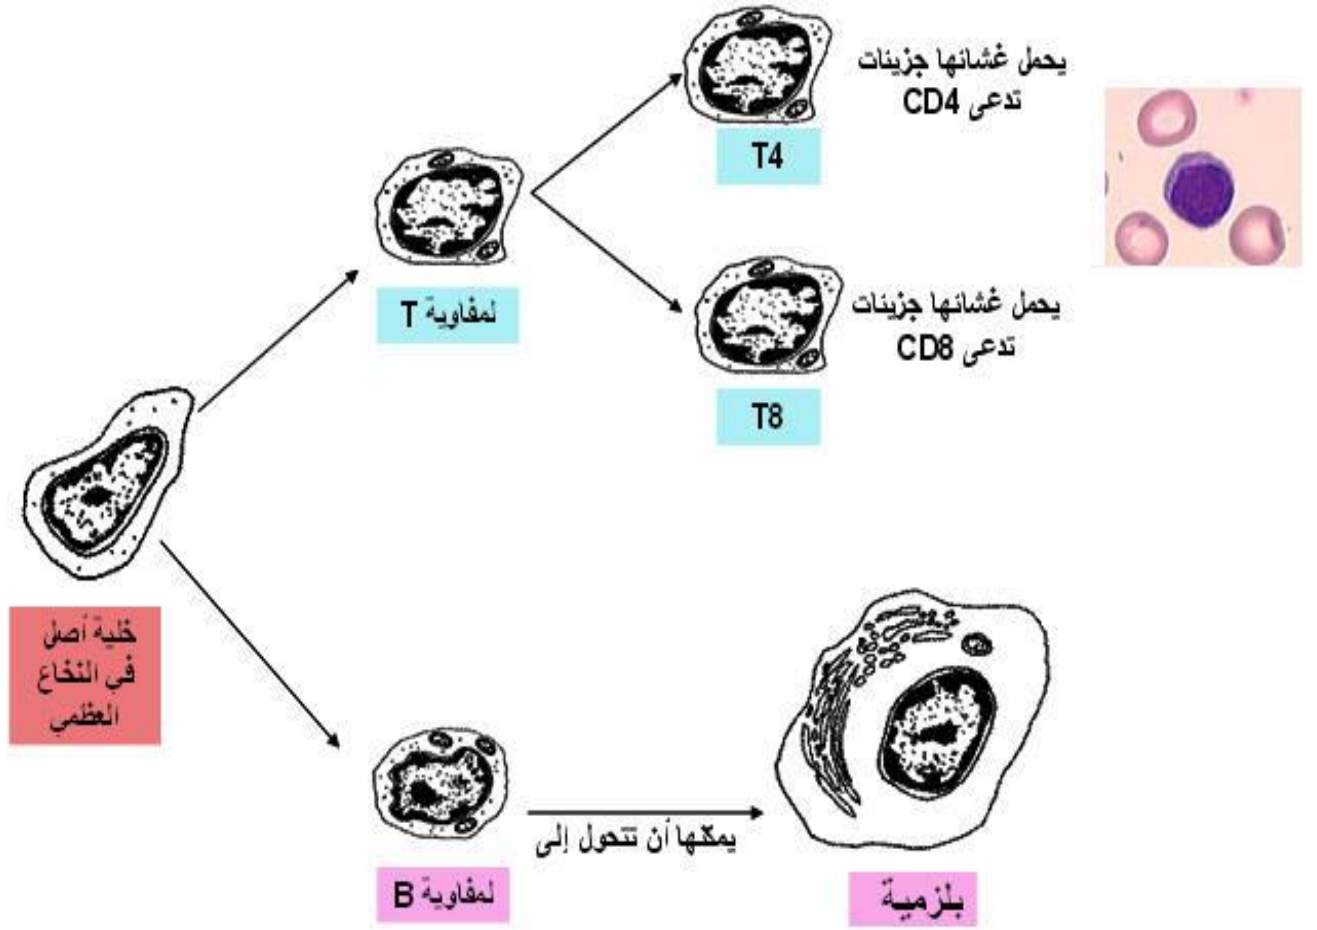 يحمل غشائها جزيئات
تدعى CD4
T4
لمفاوية T
يحمل غشائها جزيئات
تدعى CD8
T8
خلية أصل
في النخاع
العظمي
يمكنها أن تتحول إلى
لمفاوية B
بلزمية